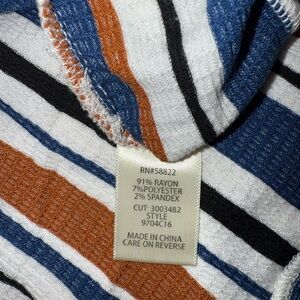 RN#58822
91% RAYON
7%POLYESTER
2% SPANDEX
CUT: 3003482
STYLE
9704C16
MADE IN CHINA
CARE ON REVERSE